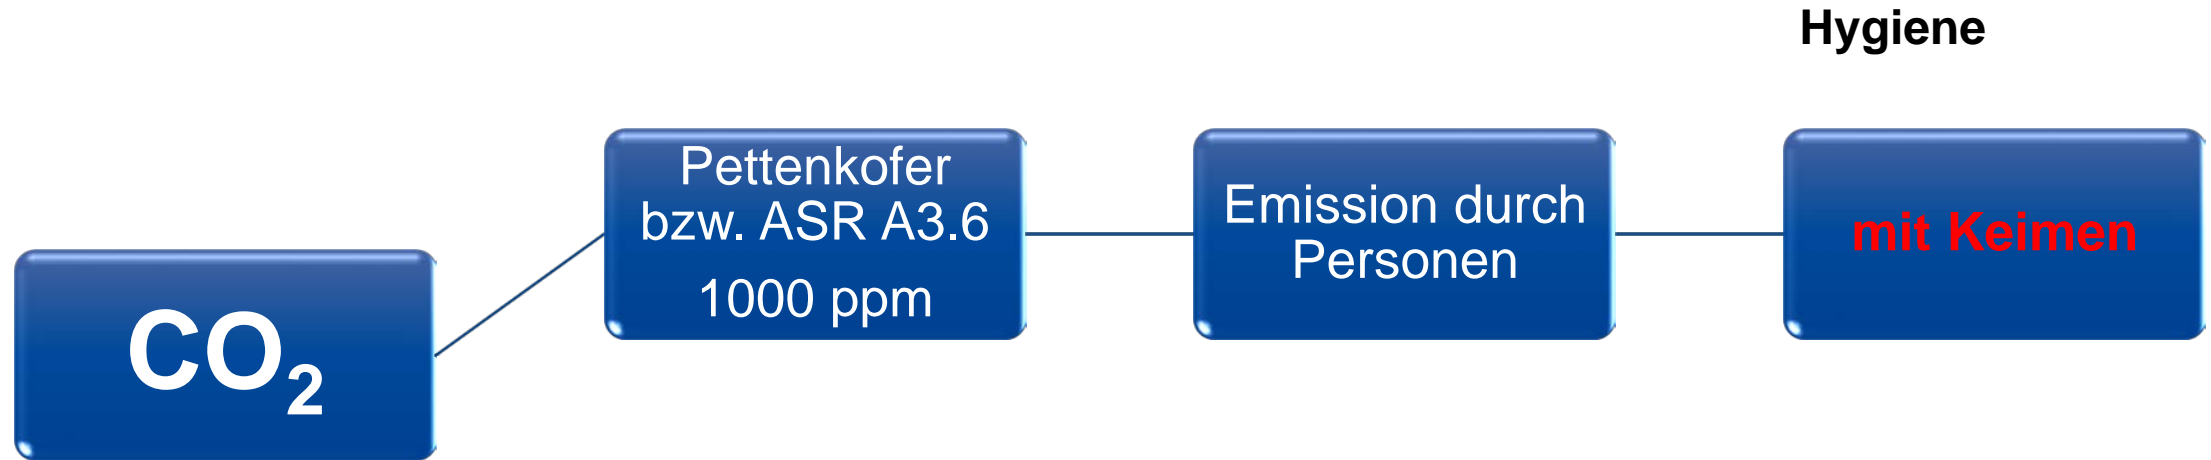 Hygiene
CO₂
Pettenkofer
bzw. ASR A3.6
1000 ppm
Emission durch
Personen
mit Keimen